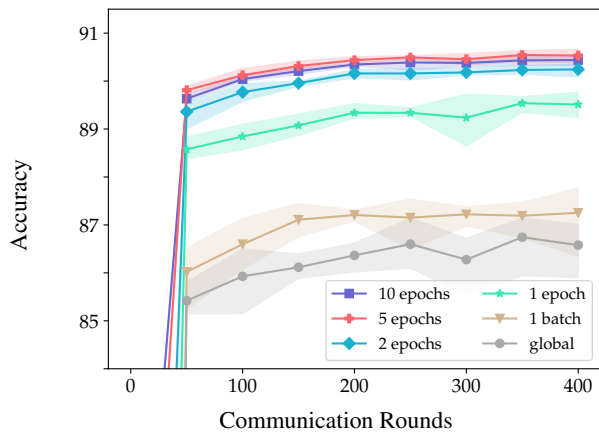 91
89
87
85
Accuracy
10 epochs
5 epochs
2 epochs
1 epoch
1 batch
global
0
100
200
300
400
Communication Rounds